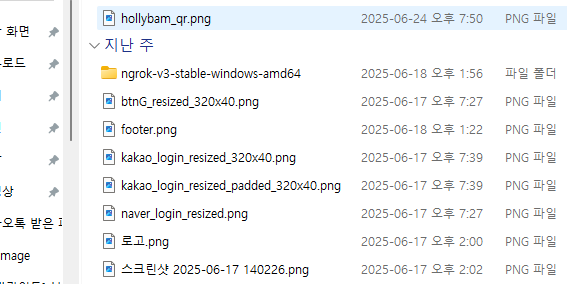 hollybam_qr.png 2025-06-24 오후 7:50 PNG 파일
화면
지난 주
로드
ngrok-v3-stable-windows-amd64 2025-06-18 오후 1:56 파일 폴더
btnG_resized_320x40.png 2025-06-17 오후 7:27 PNG 파일
footer.png 2025-06-18 오후 1:22 PNG 파일
kakao_login_resized_320x40.png 2025-06-17 오후 7:39 PNG 파일
kakao_login_resized_padded_320x40.png 2025-06-17 오후 7:39 PNG 파일
상
naver_login_resized.png 2025-06-17 오후 7:27 PNG 파일
오톡 받은 파
로고.png 2025-06-17 오후 2:00 PNG 파일
mage
스크린샷 2025-06-17 140226.png 2025-06-17 오후 2:02 PNG 파일